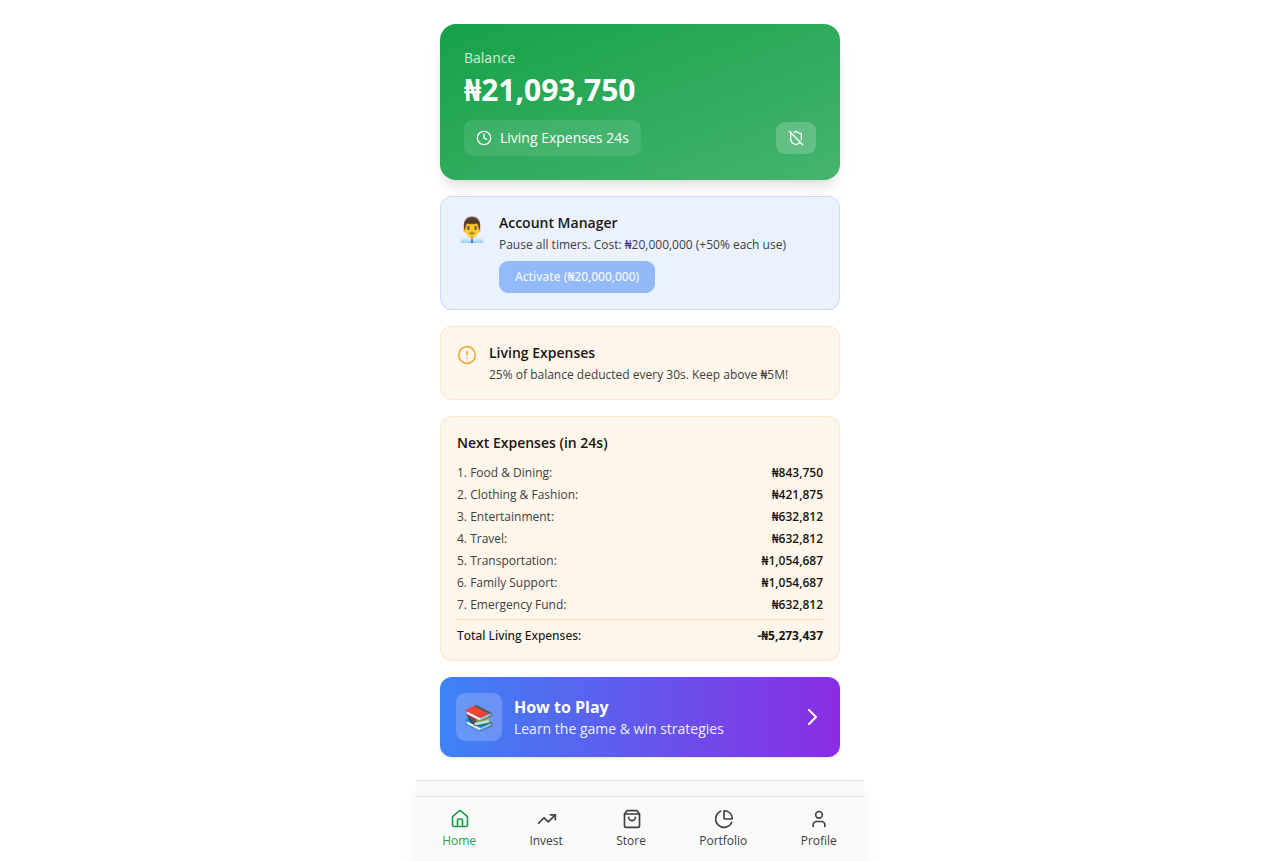 Balance
₦21,093,750
Living Expenses 24s
Account Manager
Pause all timers. Cost: ₦20,000,000 (+50% each use)
Activate (₦20,000,000)
Living Expenses
25% of balance deducted every 30s. Keep above ₦5M!
Next Expenses (in 24s)
1. Food & Dining: ₦843,750
2. Clothing & Fashion: ₦421,875
3. Entertainment: ₦632,812
4. Travel: ₦632,812
5. Transportation: ₦1,054,687
6. Family Support: ₦1,054,687
7. Emergency Fund: ₦632,812
Total Living Expenses: -₦5,273,437
How to Play
Learn the game & win strategies
Home Invest Store Portfolio Profile